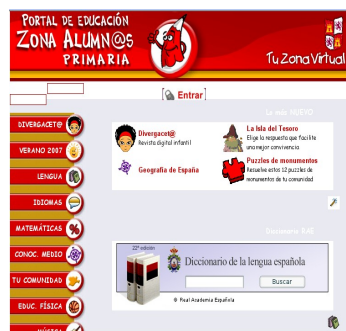 PORTAL DE EDUCACIÓN
ZONA ALUMN@S
PRIMARIA
Tu Zona Virtual
Entrar
Lo más NUEVO
DIVERGACET@
VERANO 2007
LENGUA
IDIOMAS
MATEMÁTICAS
CONOC. MEDIO
TU COMUNIDAD
EDUC. FÍSICA
MÚSICA
Divergacet@
Revista digital infantil
La Isla del Tesoro
Elige la respuesta que facilite
una mejor convivencia
Geografía de España
Puzzles de monumentos
Resuelve estos 12 puzzles de
monumentos de tu comunidad
Diccionario RAE
22ª edición
Diccionario de la lengua española
Buscar
© Real Academia Española